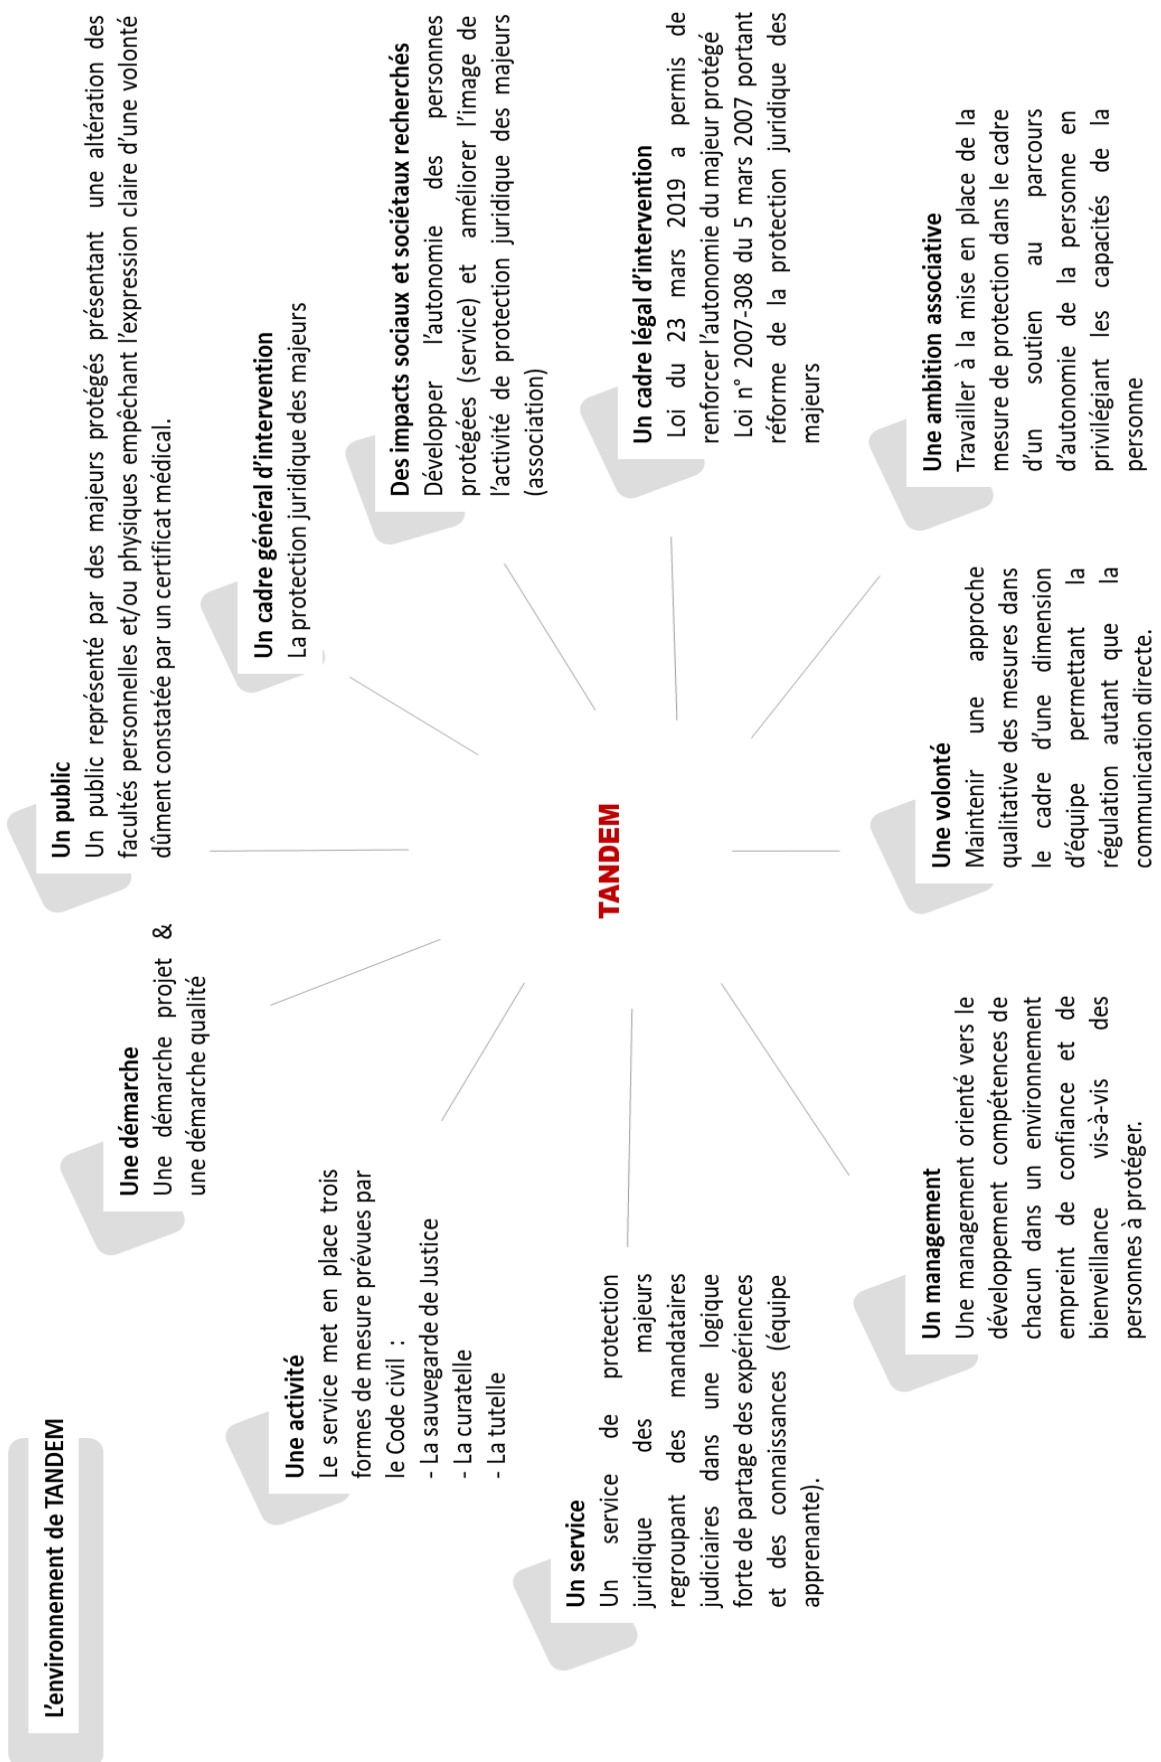 L'environnement de TANDEM
Un public
Un public représenté par des majeurs protégés présentant une altération des
facultés personnelles et/ou physiques empêchant l'expression claire d'une volonté
dûment constatée par un certificat médical.
Une démarche
Une démarche projet &
une démarche qualité
Un cadre général d'intervention
La protection juridique des majeurs
Une activité
Le service met en place trois
formes de mesure prévues par
le Code civil :
- La sauvegarde de Justice
- La curatelle
- La tutelle
Des impacts sociaux et sociétaux recherchés
Développer l'autonomie des personnes
protégées (service) et améliorer l'image de
l'activité de protection juridique des majeurs
(association)
TANDEM
Un service
Un service de protection
juridique des majeurs
regroupant des mandataires
judiciaires dans une logique
forte de partage des expériences
et des connaissances (équipe
apprenante).
Un cadre légal d'intervention
Loi du 23 mars 2019 a permis de
renforcer l'autonomie du majeur protégé
Loi n° 2007-308 du 5 mars 2007 portant
réforme de la protection juridique des
majeurs
Un management
Une management orienté vers le
développement compétences de
chacun dans un environnement
empreint de confiance et de
bienveillance vis-à-vis des
personnes à protéger.
Une volonté
Maintenir une approche
qualitative des mesures dans
le cadre d'une dimension
d'équipe permettant la
régulation autant que la
communication directe.
Une ambition associative
Travailler à la mise en place de la
mesure de protection dans le cadre
d'un soutien au parcours
d'autonomie de la personne en
privilégiant les capacités de la
personne